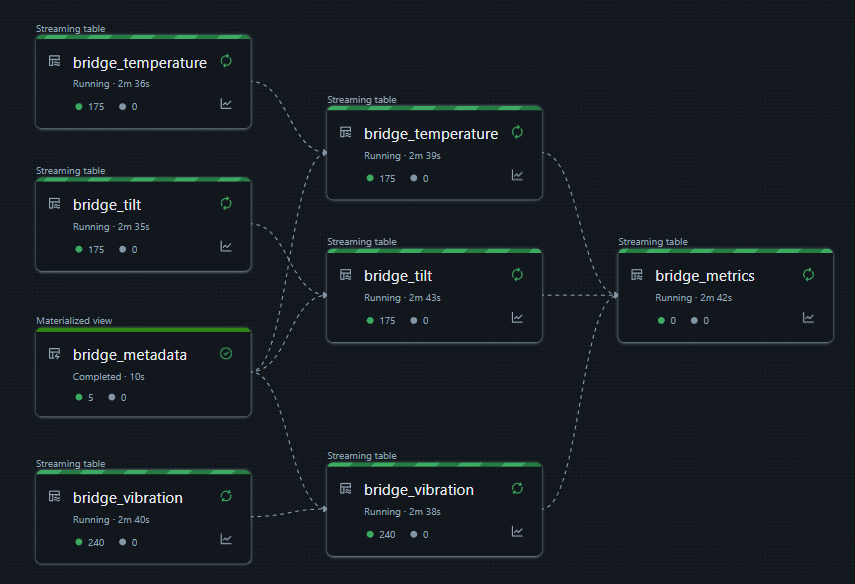 Streaming table
bridge_temperature
Running · 2m 36s
175 0
Streaming table
bridge_tilt
Running · 2m 35s
175 0
Materialized view
bridge_metadata
Completed · 10s
5 0
Streaming table
bridge_vibration
Running · 2m 40s
240 0
Streaming table
bridge_temperature
Running · 2m 39s
175 0
Streaming table
bridge_tilt
Running · 2m 43s
175 0
Streaming table
bridge_vibration
Running · 2m 38s
240 0
Streaming table
bridge_metrics
Running · 2m 42s
0 0